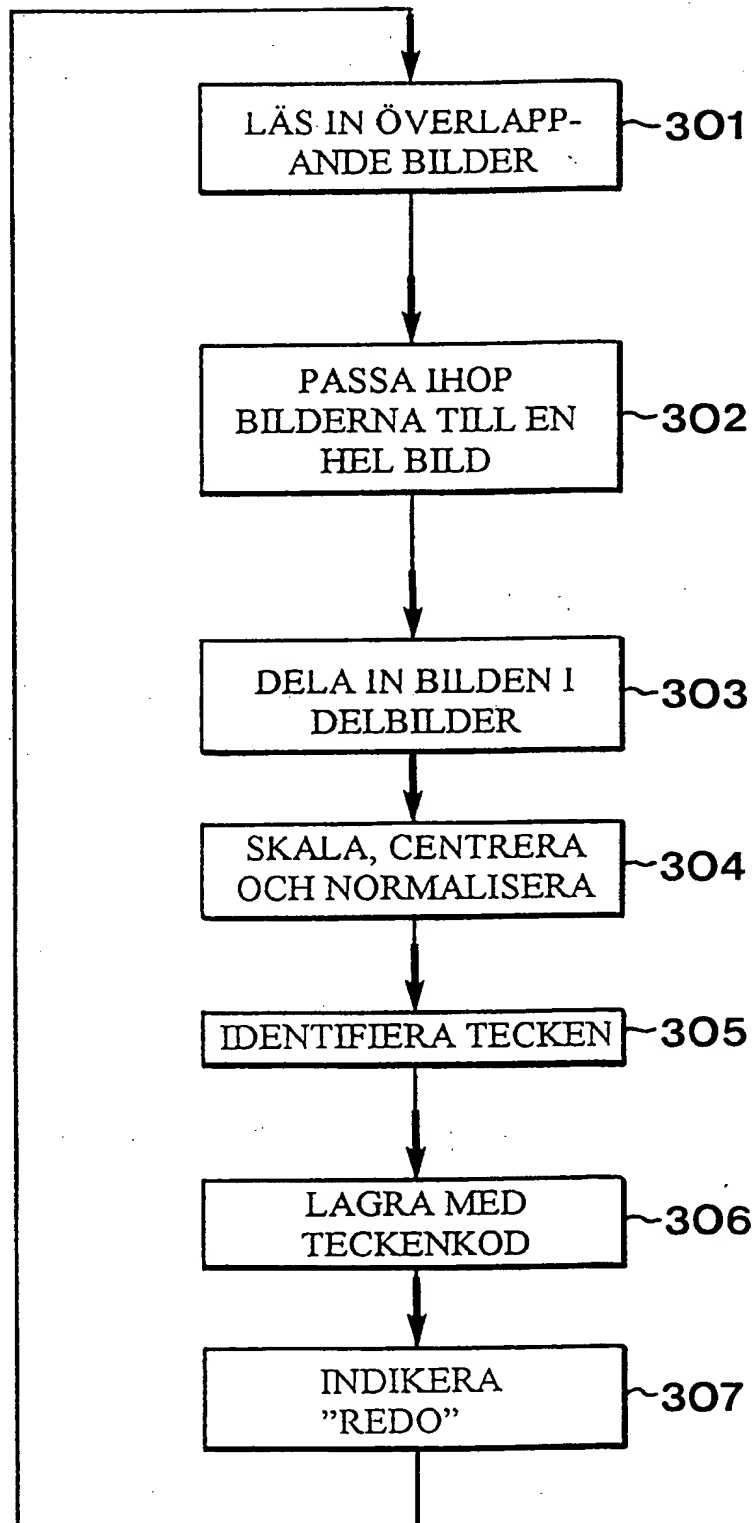 LÄS IN ÖVERLAPP-
ANDE BILDER
301
PASSA IHOP
BILDERNA TILL EN
HEL BILD
302
DELA IN BILDEN I
DELBILDER
303
SKALA, CENTRERA
OCH NORMALISERA
304
IDENTIFIERA TECKEN
305
LAGRA MED
TECKENKOD
306
INDIKERA
”REDO”
307